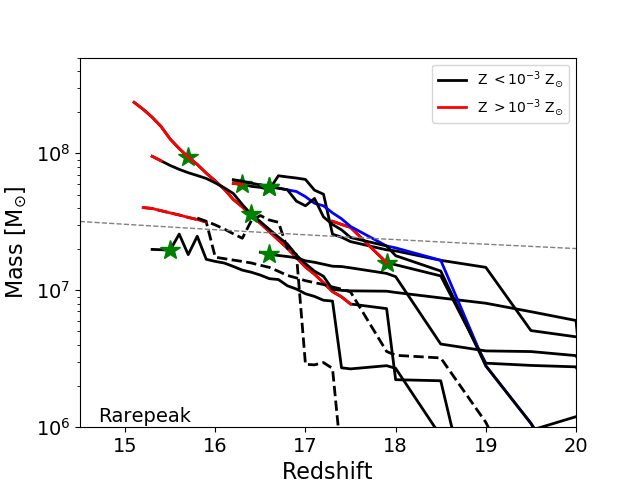 Z < 10⁻³ Z☉
Z > 10⁻³ Z☉
Mass [M☉]
10⁸
10⁷
10⁶
Rarepeak
15 16 17 18 19 20
Redshift